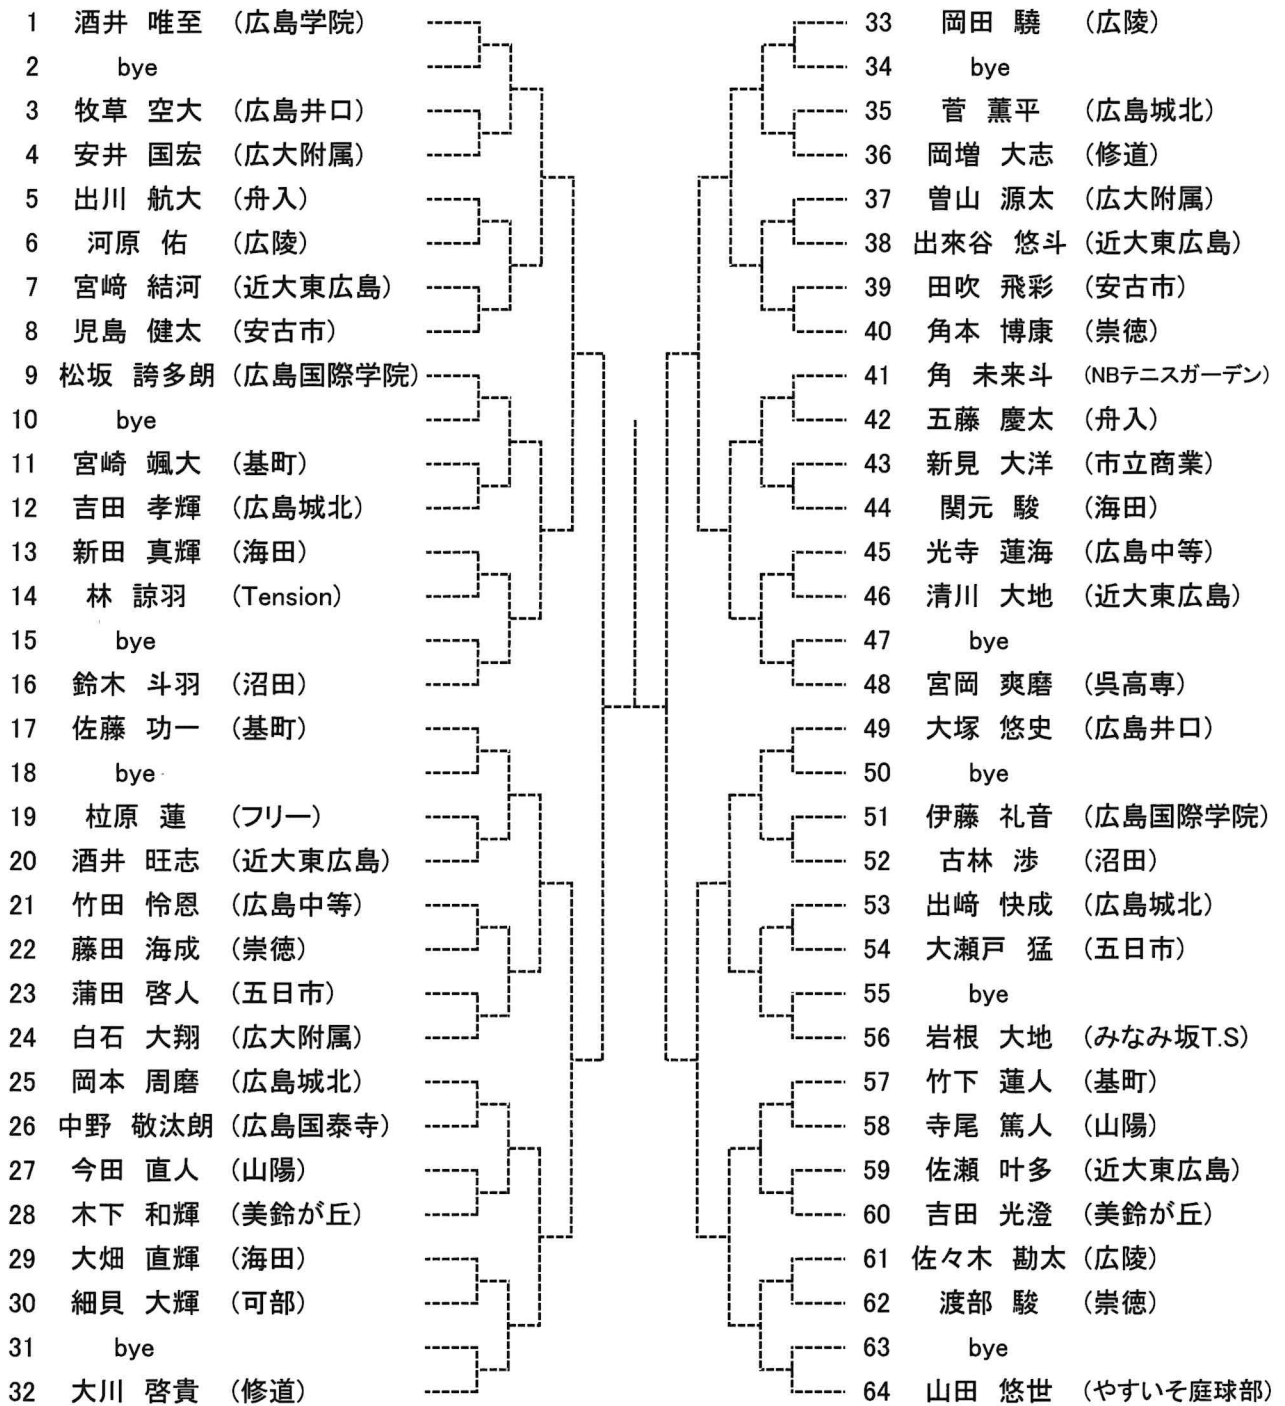 1 酒井 唯至 (広島学院)
2 bye
3 牧草 空大 (広島井口)
4 安井 国宏 (広大附属)
5 出川 航大 (舟入)
6 河原 佑 (広陵)
7 宮﨑 結河 (近大東広島)
8 児島 健太 (安古市)
9 松坂 誇多朗 (広島国際学院)
10 bye
11 宮崎 颯大 (基町)
12 吉田 孝輝 (広島城北)
13 新田 真輝 (海田)
14 林 諒羽 (Tension)
15 bye
16 鈴木 斗羽 (沼田)
17 佐藤 功一 (基町)
18 bye
19 柆原 蓮 (フリー)
20 酒井 旺志 (近大東広島)
21 竹田 怜恩 (広島中等)
22 藤田 海成 (崇徳)
23 蒲田 啓人 (五日市)
24 白石 大翔 (広大附属)
25 岡本 周磨 (広島城北)
26 中野 敬汰朗 (広島国泰寺)
27 今田 直人 (山陽)
28 木下 和輝 (美鈴が丘)
29 大畑 直輝 (海田)
30 細貝 大輝 (可部)
31 bye
32 大川 啓貴 (修道)
33 岡田 驍 (広陵)
34 bye
35 菅 薫平 (広島城北)
36 岡増 大志 (修道)
37 曽山 源太 (広大附属)
38 出來谷 悠斗 (近大東広島)
39 田吹 飛彩 (安古市)
40 角本 博康 (崇徳)
41 角 未来斗 (NBテニスガーデン)
42 五藤 慶太 (舟入)
43 新見 大洋 (市立商業)
44 関元 駿 (海田)
45 光寺 蓮海 (広島中等)
46 清川 大地 (近大東広島)
47 bye
48 宮岡 爽磨 (呉高専)
49 大塚 悠史 (広島井口)
50 bye
51 伊藤 礼音 (広島国際学院)
52 古林 渉 (沼田)
53 出﨑 快成 (広島城北)
54 大瀬戸 猛 (五日市)
55 bye
56 岩根 大地 (みなみ坂T.S)
57 竹下 蓮人 (基町)
58 寺尾 篤人 (山陽)
59 佐瀬 叶多 (近大東広島)
60 吉田 光澄 (美鈴が丘)
61 佐々木 勘太 (広陵)
62 渡部 駿 (崇徳)
63 bye
64 山田 悠世 (やすいそ庭球部)